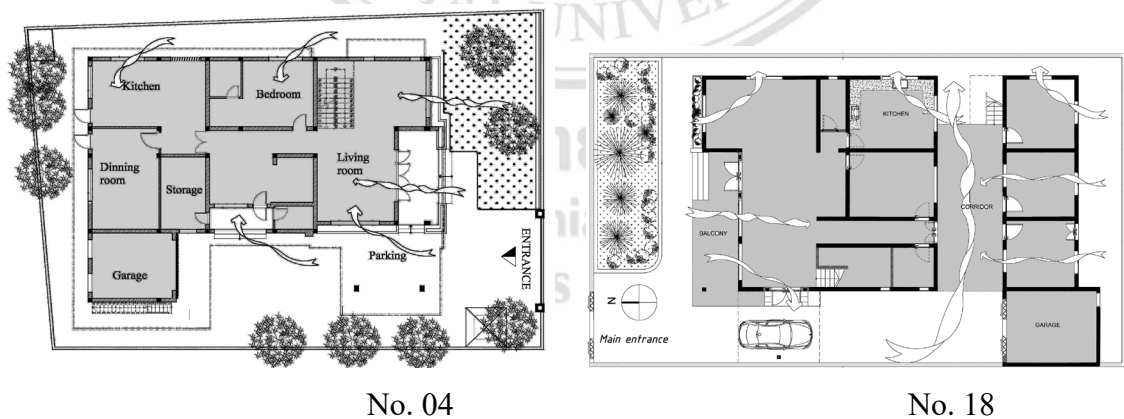 UNIVER
Kitchen
Bedroom
Dinning
room
Storage
Living
room
Garage
Parking
ENTRANCE
KITCHEN
CORRIDOR
BALCONY
N
Main entrance
GARAGE
No. 04
No. 18